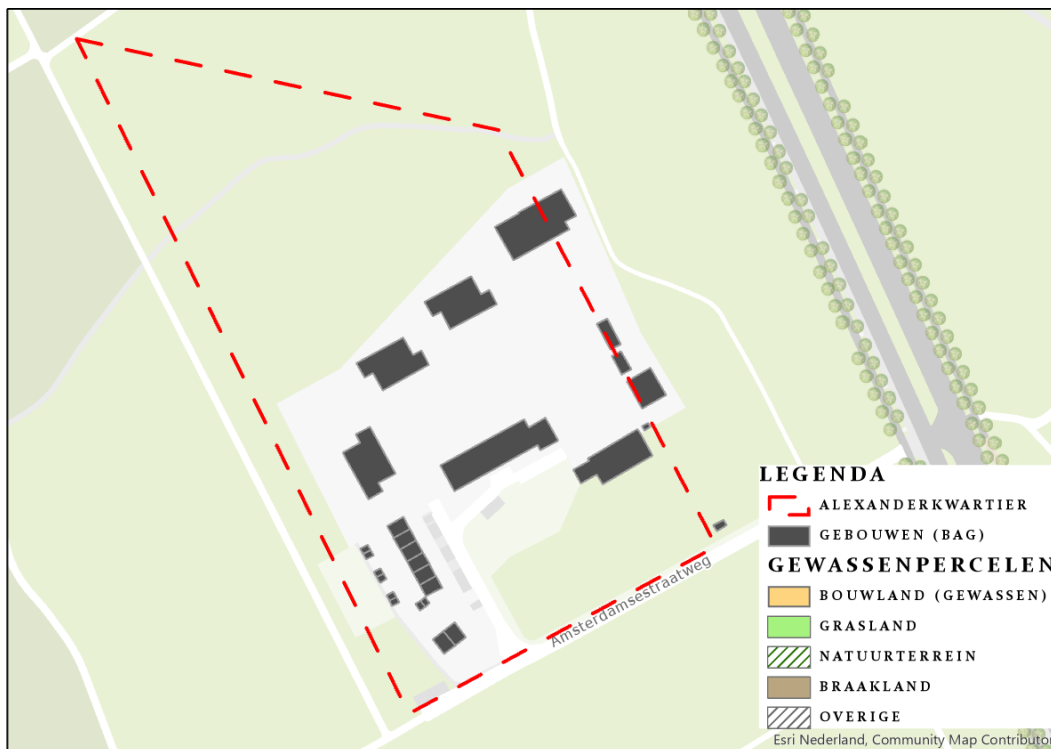 Amsterdamsestraatweg
LEGENDA
ALEXANDERKWARTIER
GEBOUWEN (BAG)
GEWASSENPERCELEN
BOUWLAND (GEWASSEN)
GRASLAND
NATUURTERREIN
BRAAKLAND
OVERIGE
Esri Nederland, Community Map Contributor